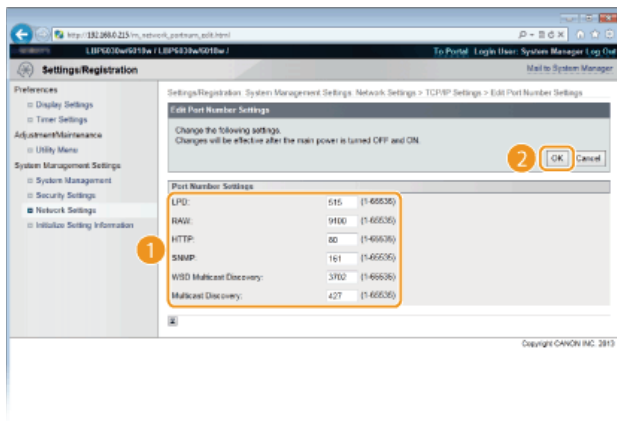 http://192.168.0.215/m_network_portnum_edit.html
LBP6030w/6018w / LBP6030w/6018w /
To Portal Login User: System Manager Log Out
Settings/Registration
Mail to System Manager
Preferences
Display Settings
Timer Settings
Adjustment/Maintenance
Utility Menu
System Management Settings
System Management
Security Settings
Network Settings
Initialize Setting Information
Settings/Registration: System Management Settings: Network Settings > TCP/IP Settings > Edit Port Number Settings
Edit Port Number Settings
Change the following settings.
Changes will be effective after the main power is turned OFF and ON.
2
OK Cancel
Port Number Settings
1
LPD: 515 (1-65535)
RAW: 9100 (1-65535)
HTTP: 80 (1-65535)
SNMP: 161 (1-65535)
WSD Multicast Discovery: 3702 (1-65535)
Multicast Discovery: 427 (1-65535)
Copyright CANON INC. 2013